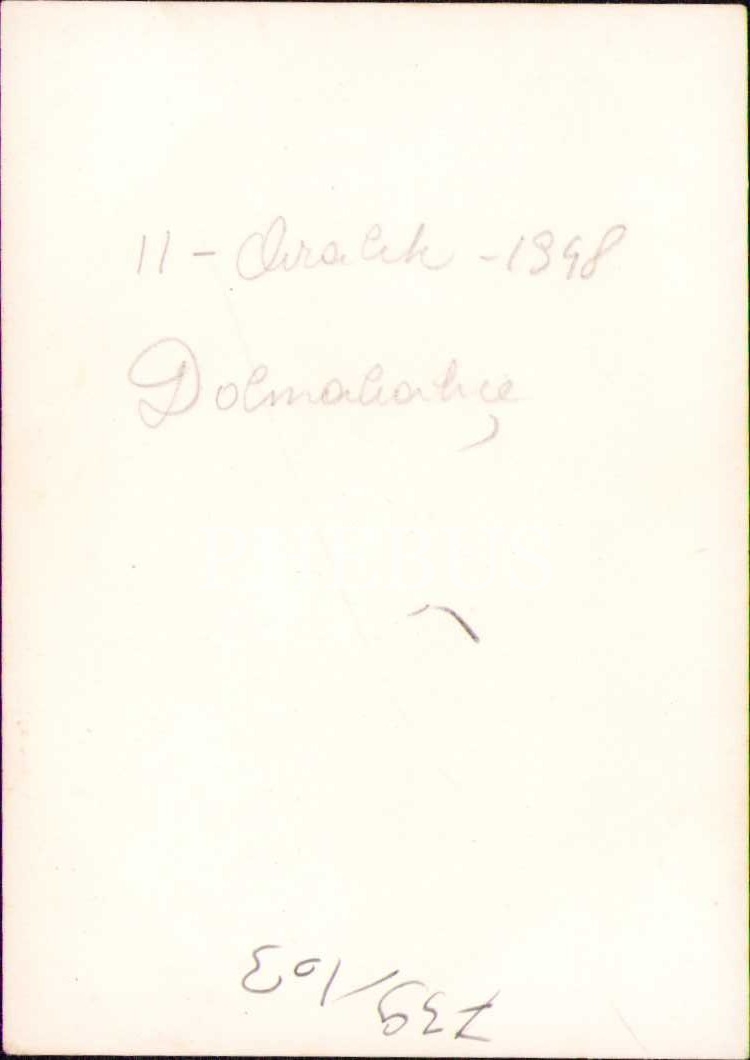 11 - Aralık - 1948
Dolmabahçe
739/103